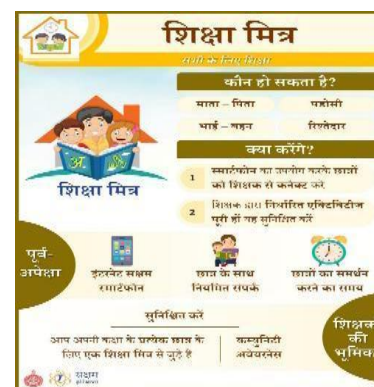 शिक्षा मित्र
सभी के लिए शिक्षा
कौन हो सकता है?
माता – पिता
पड़ोसी
भाई – बहन
रिश्तेदार
क्या करेंगे?
1 स्मार्टफोन का उपयोग करके छात्रों
को शिक्षक से कनेक्ट करे
2 शिक्षक द्वारा निर्धारित एक्टिविटीज
पूरी हों यह सुनिश्चित करें
शिक्षा मित्र
पूर्व-
अपेक्षा
इंटरनेट सक्षम
स्मार्टफोन
छात्र के साथ
नियमित संपर्क
छात्रों का समर्थन
करने का समय
सुनिश्चित करें
आप अपनी कक्षा के प्रत्येक छात्र के
लिए एक शिक्षा मित्र से जुड़े है
कम्युनिटी
अवेयरनेस
शिक्षक
की
भूमिका